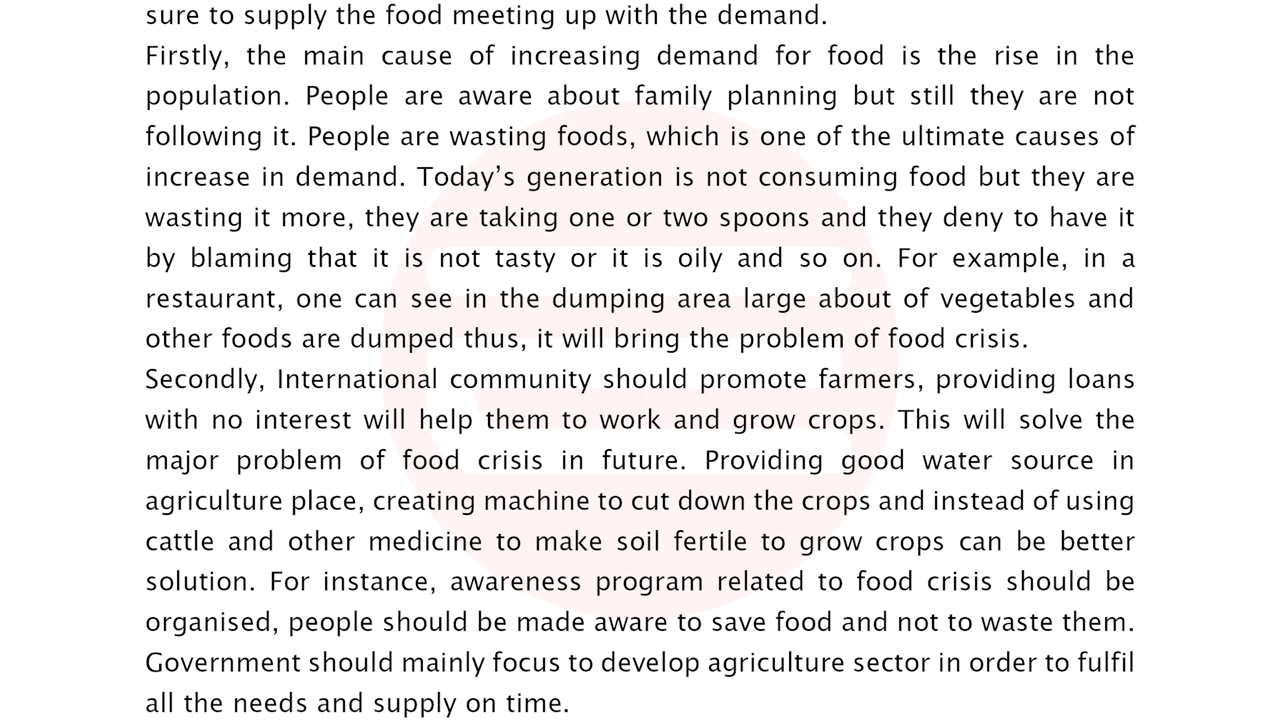 sure to supply the food meeting up with the demand.
Firstly, the main cause of increasing demand for food is the rise in the
population. People are aware about family planning but still they are not
following it. People are wasting foods, which is one of the ultimate causes of
increase in demand. Today’s generation is not consuming food but they are
wasting it more, they are taking one or two spoons and they deny to have it
by blaming that it is not tasty or it is oily and so on. For example, in a
restaurant, one can see in the dumping area large about of vegetables and
other foods are dumped thus, it will bring the problem of food crisis.
Secondly, International community should promote farmers, providing loans
with no interest will help them to work and grow crops. This will solve the
major problem of food crisis in future. Providing good water source in
agriculture place, creating machine to cut down the crops and instead of using
cattle and other medicine to make soil fertile to grow crops can be better
solution. For instance, awareness program related to food crisis should be
organised, people should be made aware to save food and not to waste them.
Government should mainly focus to develop agriculture sector in order to fulfil
all the needs and supply on time.